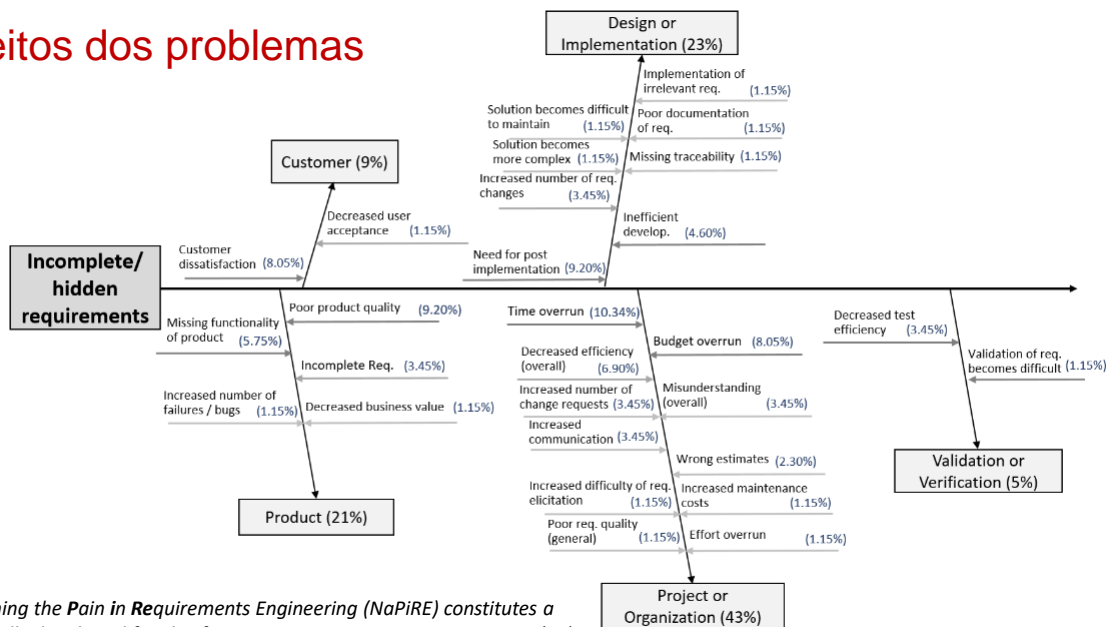 eitos dos problemas
Design or
Implementation (23%)
Implementation of
irrelevant req. (1.15%)
Solution becomes difficult
to maintain (1.15%)
Poor documentation
of req. (1.15%)
Solution becomes
more complex (1.15%)
Missing traceability (1.15%)
Increased number of req.
changes (3.45%)
Inefficient
develop. (4.60%)
Need for post
implementation (9.20%)
Customer (9%)
Decreased user
acceptance (1.15%)
Customer
dissatisfaction (8.05%)
Incomplete/
hidden
requirements
Poor product quality (9.20%)
Missing functionality
of product (5.75%)
Incomplete Req. (3.45%)
Increased number of
failures / bugs (1.15%)
Decreased business value (1.15%)
Product (21%)
Time overrun (10.34%)
Budget overrun (8.05%)
Decreased efficiency
(overall) (6.90%)
Increased number of
change requests (3.45%)
Misunderstanding
(overall) (3.45%)
Increased
communication (3.45%)
Wrong estimates (2.30%)
Increased difficulty of req.
elicitation (1.15%)
Increased maintenance
costs (1.15%)
Poor req. quality
(general) (1.15%)
Effort overrun (1.15%)
Project or
Organization (43%)
Decreased test
efficiency (3.45%)
Validation of req.
becomes difficult (1.15%)
Validation or
Verification (5%)
ing the Pain in Requirements Engineering (NaPiRE) constitutes a